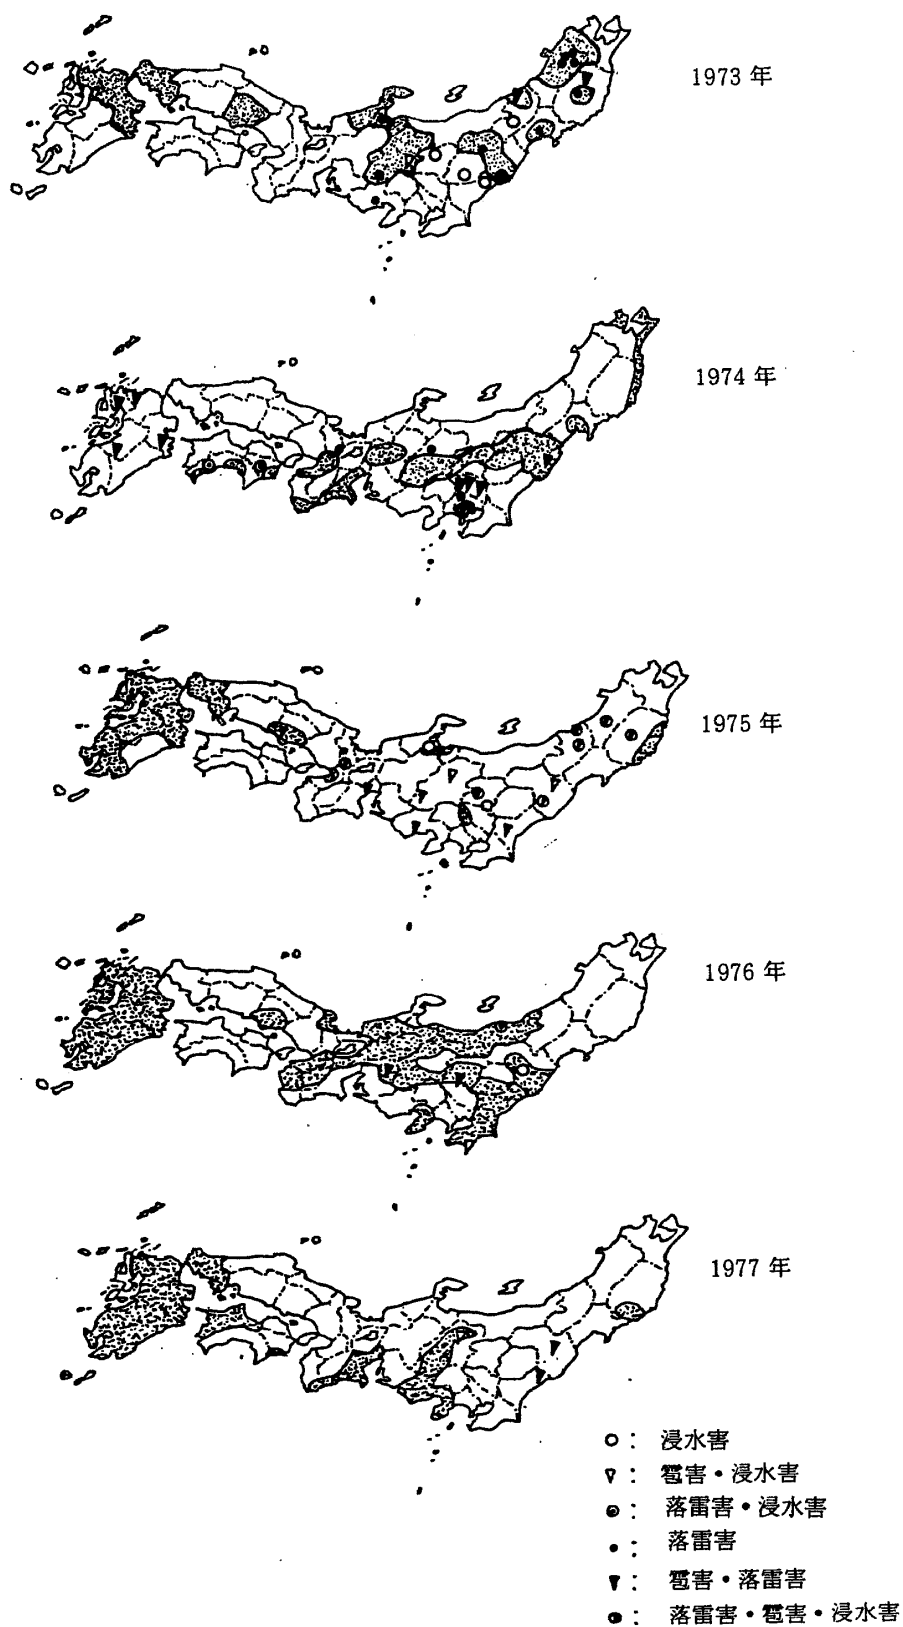 1973 年
1974 年
1975 年
1976 年
1977 年
○ : 浸水害
▽ : 雹害・浸水害
◎ : 落雷害・浸水害
• : 落雷害
▼ : 雹害・落雷害
● : 落雷害・雹害・浸水害